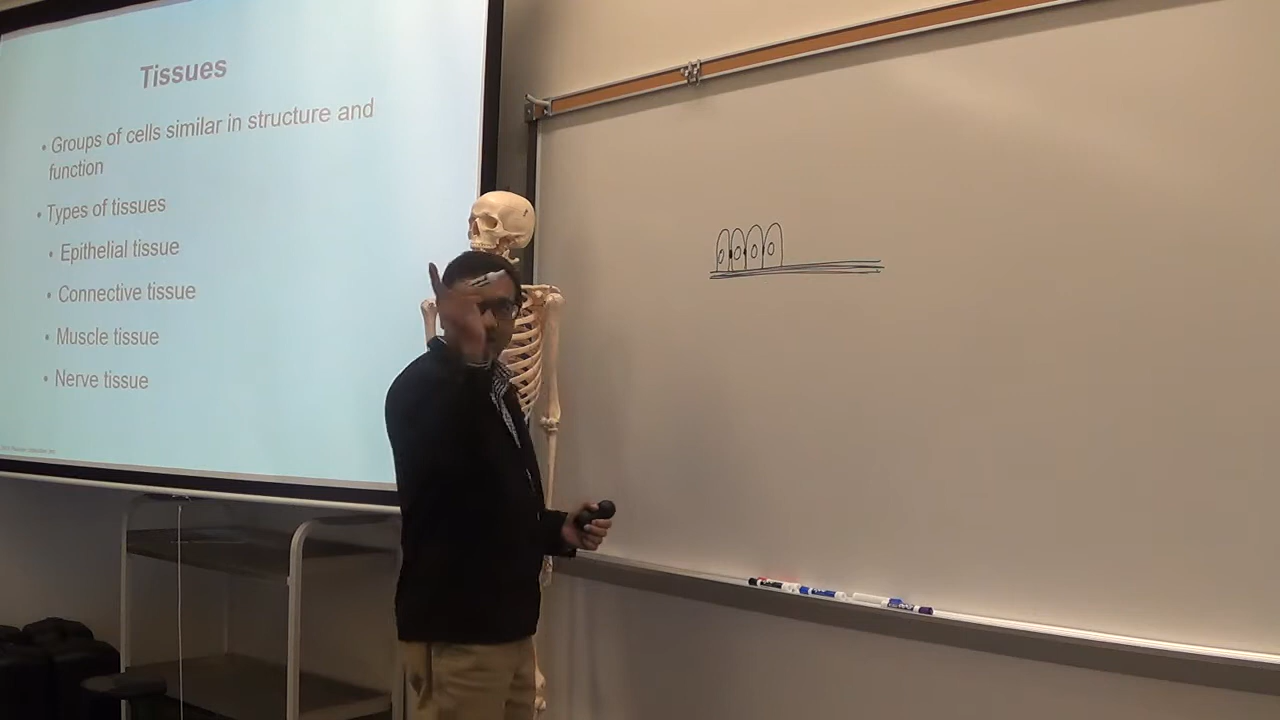 Tissues
• Groups of cells similar in structure and
function
• Types of tissues
• Epithelial tissue
• Connective tissue
• Muscle tissue
• Nerve tissue